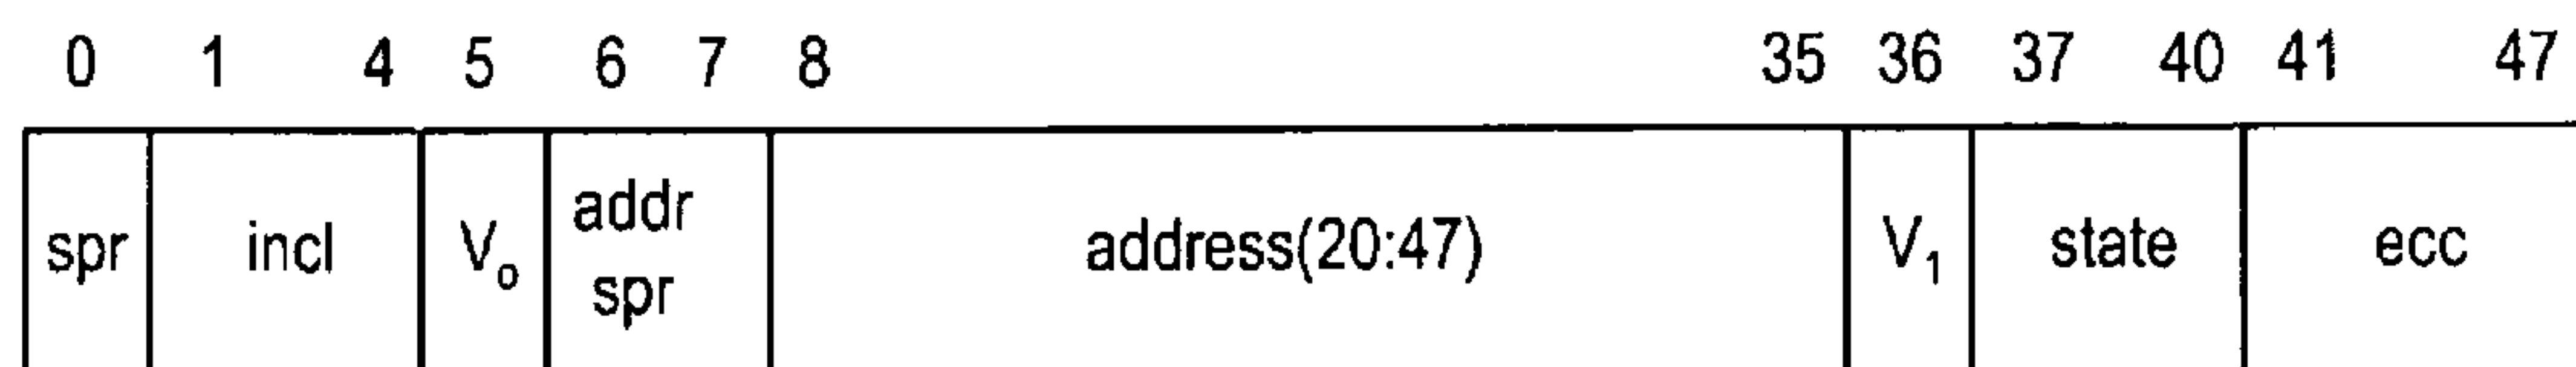 0 1 4 5 6 7 8 35 36 37 40 41 47
spr incl V₀ addr spr address(20:47) V₁ state ecc